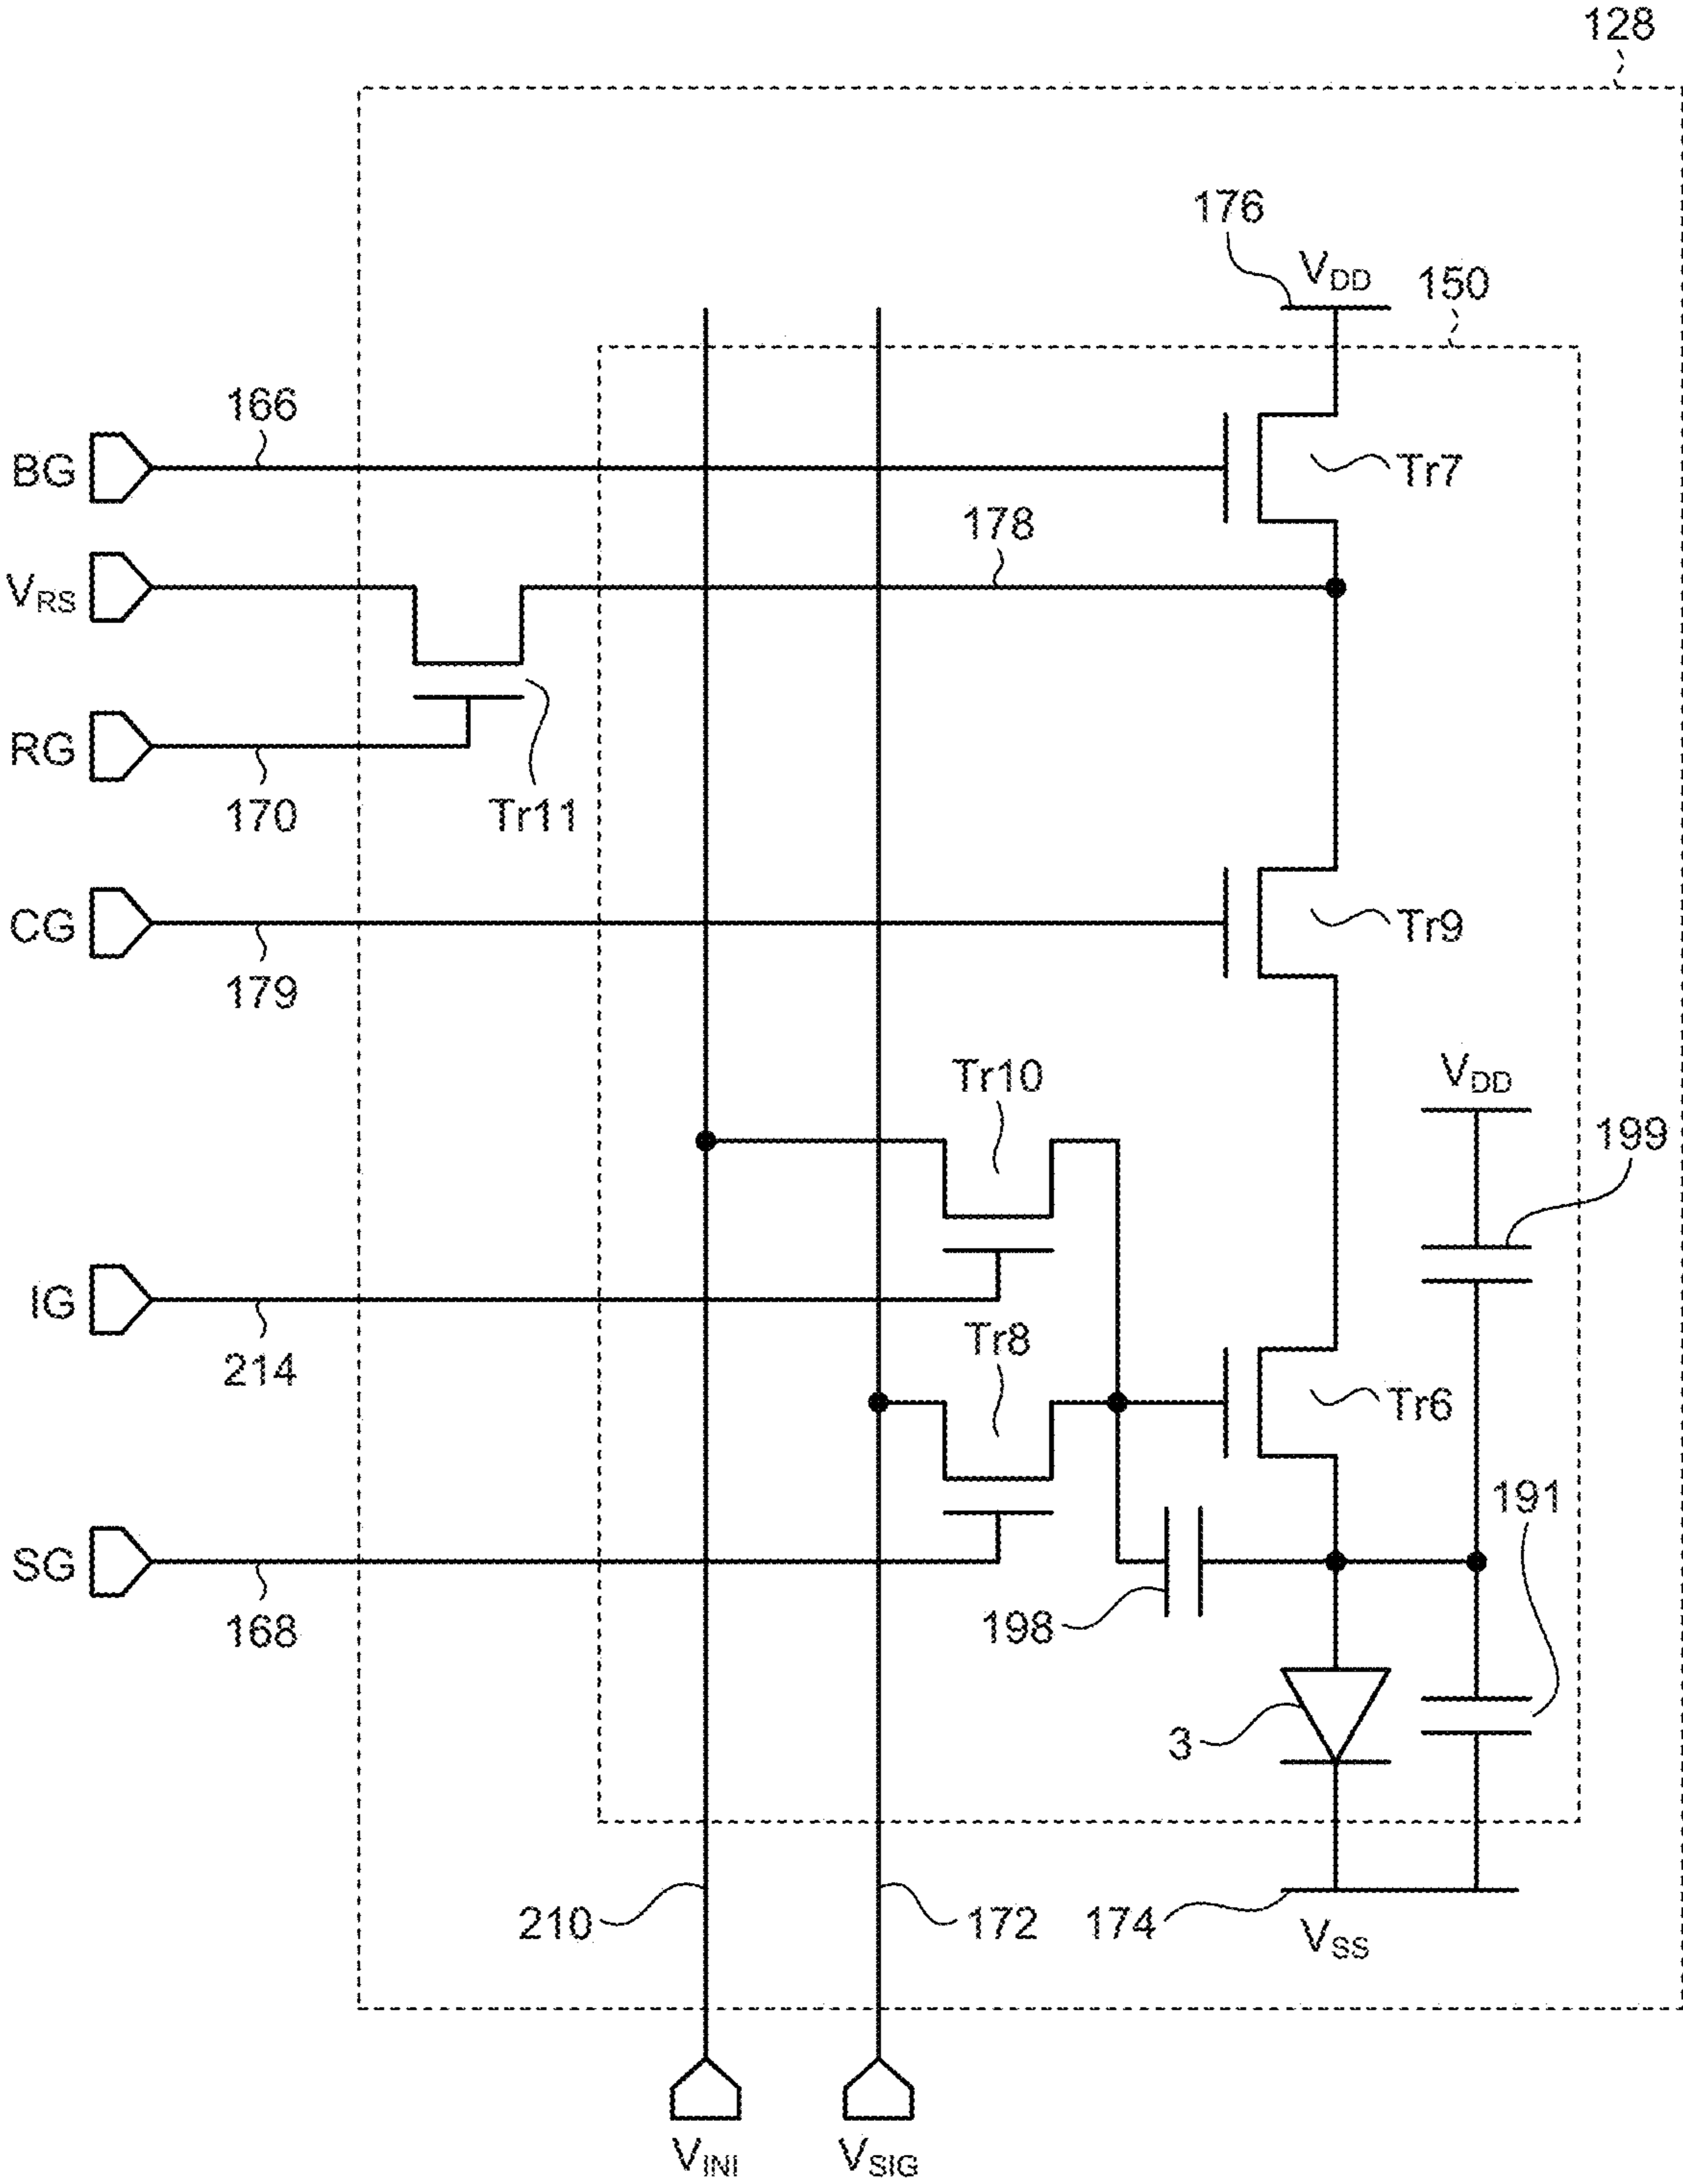 128
176
VDD
150
166
BG
Tr7
178
VRS
RG
170
Tr11
CG
179
Tr9
Tr10
VDD
199
IG
214
Tr8
Tr6
191
SG
168
198
3
210
172
174
VSS
VINI
VSIG